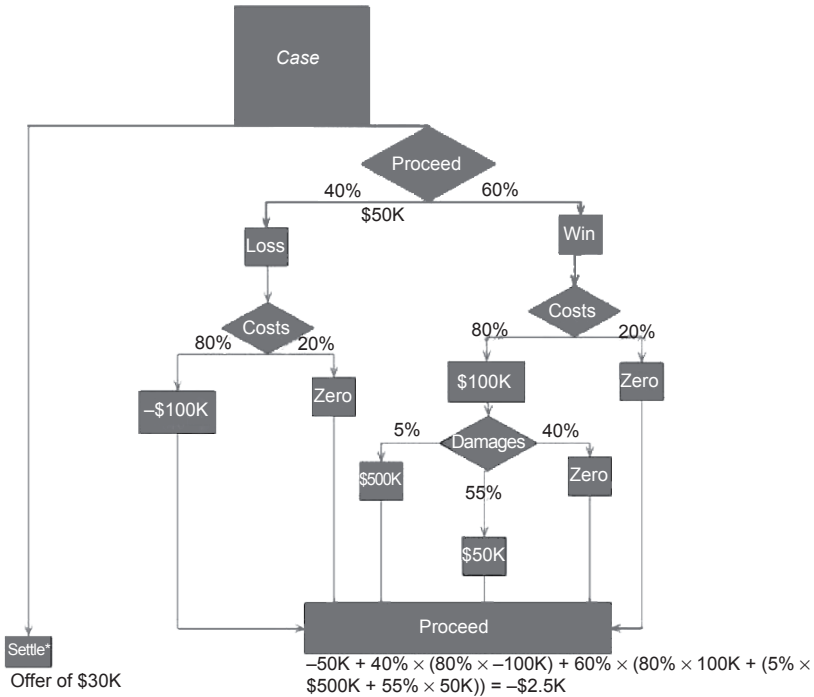 Case
Proceed
40%
60%
$50K
Loss
Win
Costs
Costs
80%
20%
80%
20%
–$100K
Zero
$100K
Zero
5%
Damages
40%
$500K
55%
Zero
$50K
Proceed
Settle*
Offer of $30K
–50K + 40% × (80% × –100K) + 60% × (80% × 100K + (5% ×
$500K + 55% × 50K)) = –$2.5K